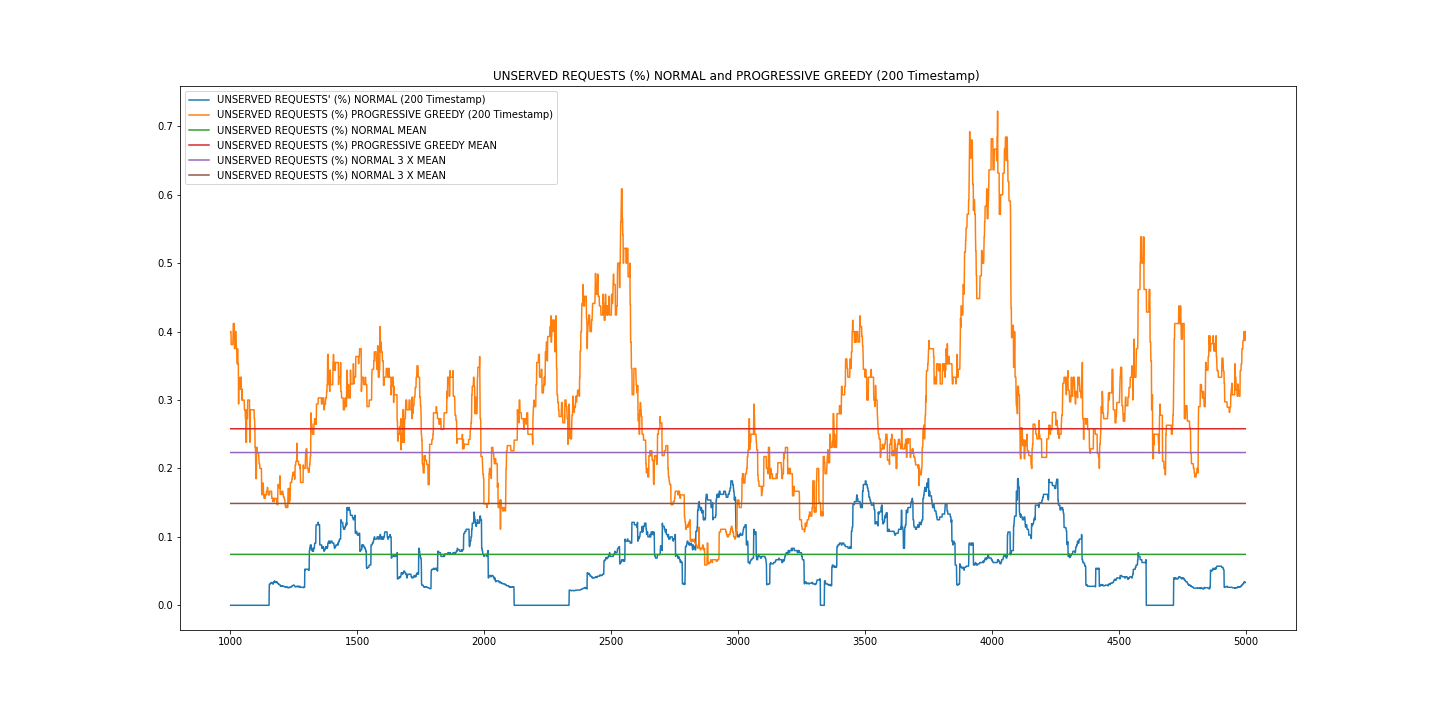 UNSERVED REQUESTS (%) NORMAL and PROGRESSIVE GREEDY (200 Timestamp)
UNSERVED REQUESTS' (%) NORMAL (200 Timestamp)
UNSERVED REQUESTS (%) PROGRESSIVE GREEDY (200 Timestamp)
UNSERVED REQUESTS (%) NORMAL MEAN
UNSERVED REQUESTS (%) PROGRESSIVE GREEDY MEAN
UNSERVED REQUESTS (%) NORMAL 3 X MEAN
UNSERVED REQUESTS (%) NORMAL 3 X MEAN
0.7
0.6
0.5
0.4
0.3
0.2
0.1
0.0
1000 1500 2000 2500 3000 3500 4000 4500 5000